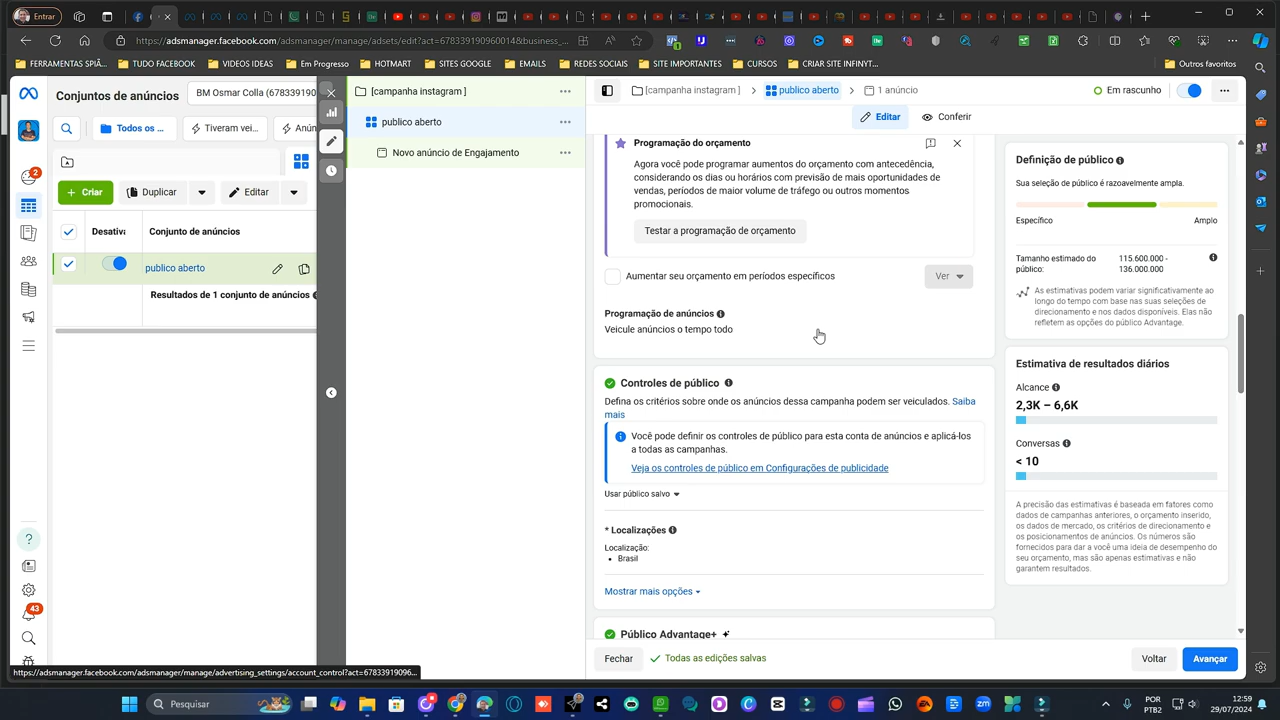 Entrar
https://adsmanager.facebook.com/adsmanager/manage/adsets/edit?act=678339190960014&business_...
FERRAMENTAS SPIÃ...
TUDO FACEBOOK
VIDEOS IDEAS
Em Progresso
HOTMART
SITES GOOGLE
EMAILS
REDES SOCIAIS
SITE IMPORTANTES
CURSOS
CRIAR SITE INFINYT...
Outros favoritos
Conjuntos de anúncios
BM Osmar Colla (678339190...
[campanha instagram ]
[campanha instagram ]
publico aberto
1 anúncio
Em rascunho
Todos os ...
Tiveram vei...
Anún
publico aberto
Editar
Conferir
Novo anúncio de Engajamento
2
Criar
Duplicar
Editar
Desativ
Conjunto de anúncios
publico aberto
Resultados de 1 conjunto de anúncios
Programação do orçamento
Agora você pode programar aumentos do orçamento com antecedência,
considerando os dias ou horários com previsão de mais oportunidades de
vendas, períodos de maior volume de tráfego ou outros momentos
promocionais.
Testar a programação de orçamento
Aumentar seu orçamento em períodos específicos
Ver
Programação de anúncios
Veicule anúncios o tempo todo
Controles de público
Defina os critérios sobre onde os anúncios dessa campanha podem ser veiculados. Saiba
mais
Você pode definir os controles de público para esta conta de anúncios e aplicá-los
a todas as campanhas.
Veja os controles de público em Configurações de publicidade
Usar público salvo
* Localizações
Localização:
• Brasil
Mostrar mais opções
Público Advantage+
Definição de público
Sua seleção de público é razoavelmente ampla.
Específico
Amplo
Tamanho estimado do
público:
115.600.000 -
136.000.000
As estimativas podem variar significativamente ao
longo do tempo com base nas suas seleções de
direcionamento e nos dados disponíveis. Elas não
refletem as opções do público Advantage.
Estimativa de resultados diários
Alcance
2,3K – 6,6K
Conversas
< 10
A precisão das estimativas é baseada em fatores como
dados de campanhas anteriores, o orçamento inserido,
os dados de mercado, os critérios de direcionamento e
os posicionamentos de anúncios. Os números são
fornecidos para dar a você uma ideia de desempenho do
seu orçamento, mas são apenas estimativas e não
garantem resultados.
43
Fechar
Todas as edições salvas
Voltar
Avançar
https://adsmanager.facebook.com/adsmanager/manage/advertising_settings/account_control?act=67833919096...
Pesquisar
POR
PTB2
12:59
29/07/2024